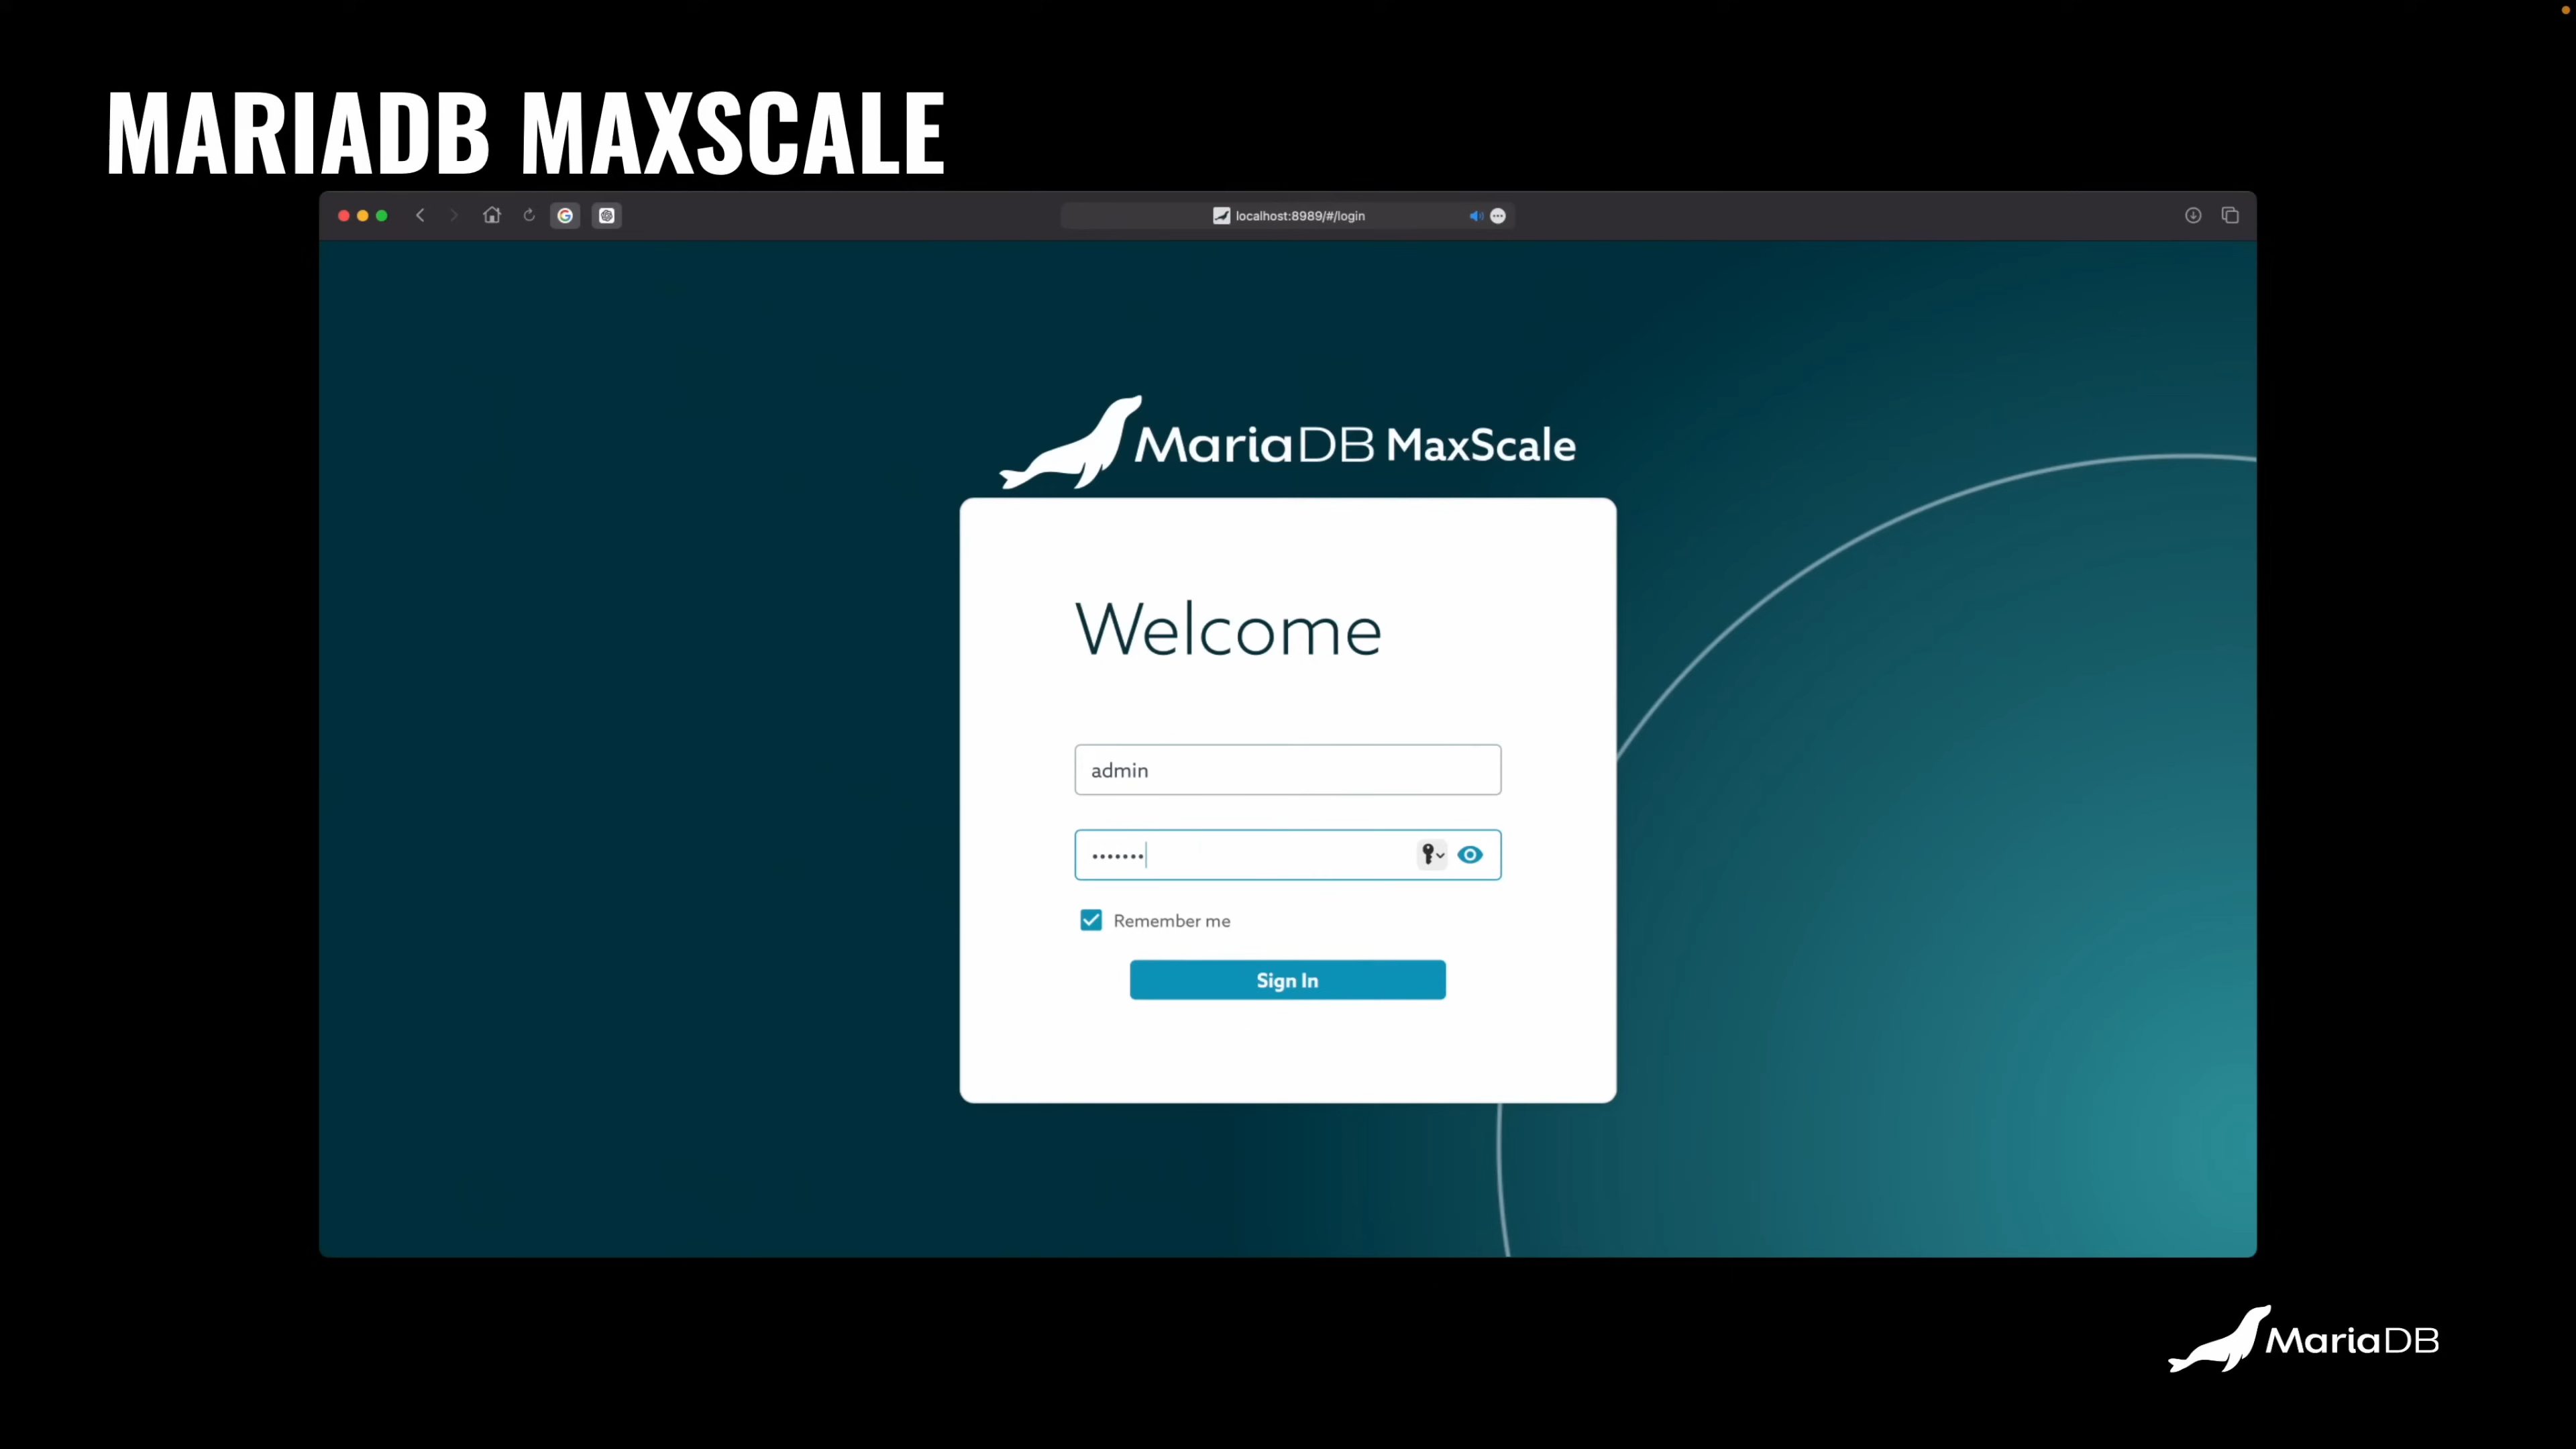 MARIADB MAXSCALE
localhost:8989/#/login
MariaDB MaxScale
Welcome
admin
•••••••
Remember me
Sign In
MariaDB